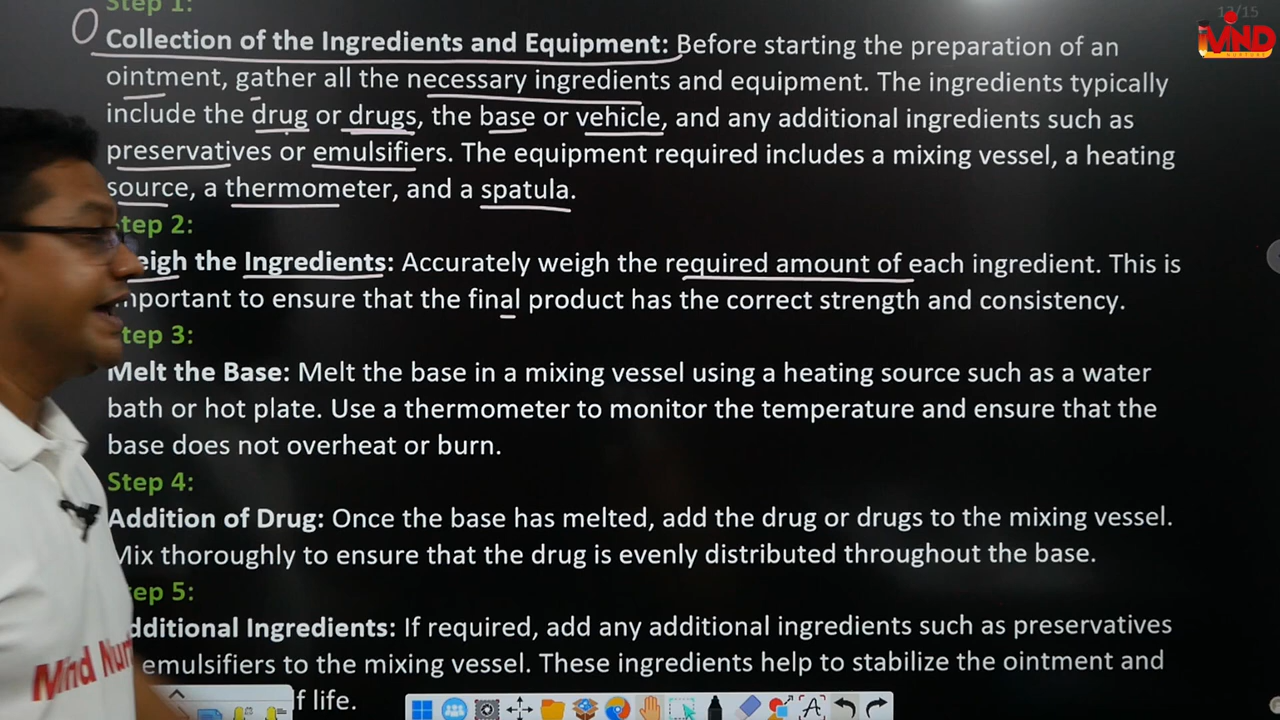 Step 1:
12/15
MIND
Collection of the Ingredients and Equipment: Before starting the preparation of an
ointment, gather all the necessary ingredients and equipment. The ingredients typically
include the drug or drugs, the base or vehicle, and any additional ingredients such as
preservatives or emulsifiers. The equipment required includes a mixing vessel, a heating
source, a thermometer, and a spatula.
tep 2:
eigh the Ingredients: Accurately weigh the required amount of each ingredient. This is
mportant to ensure that the final product has the correct strength and consistency.
tep 3:
Melt the Base: Melt the base in a mixing vessel using a heating source such as a water
bath or hot plate. Use a thermometer to monitor the temperature and ensure that the
base does not overheat or burn.
Step 4:
Addition of Drug: Once the base has melted, add the drug or drugs to the mixing vessel.
Mix thoroughly to ensure that the drug is evenly distributed throughout the base.
tep 5:
dditional Ingredients: If required, add any additional ingredients such as preservatives
emulsifiers to the mixing vessel. These ingredients help to stabilize the ointment and
f life.
Mind Nur